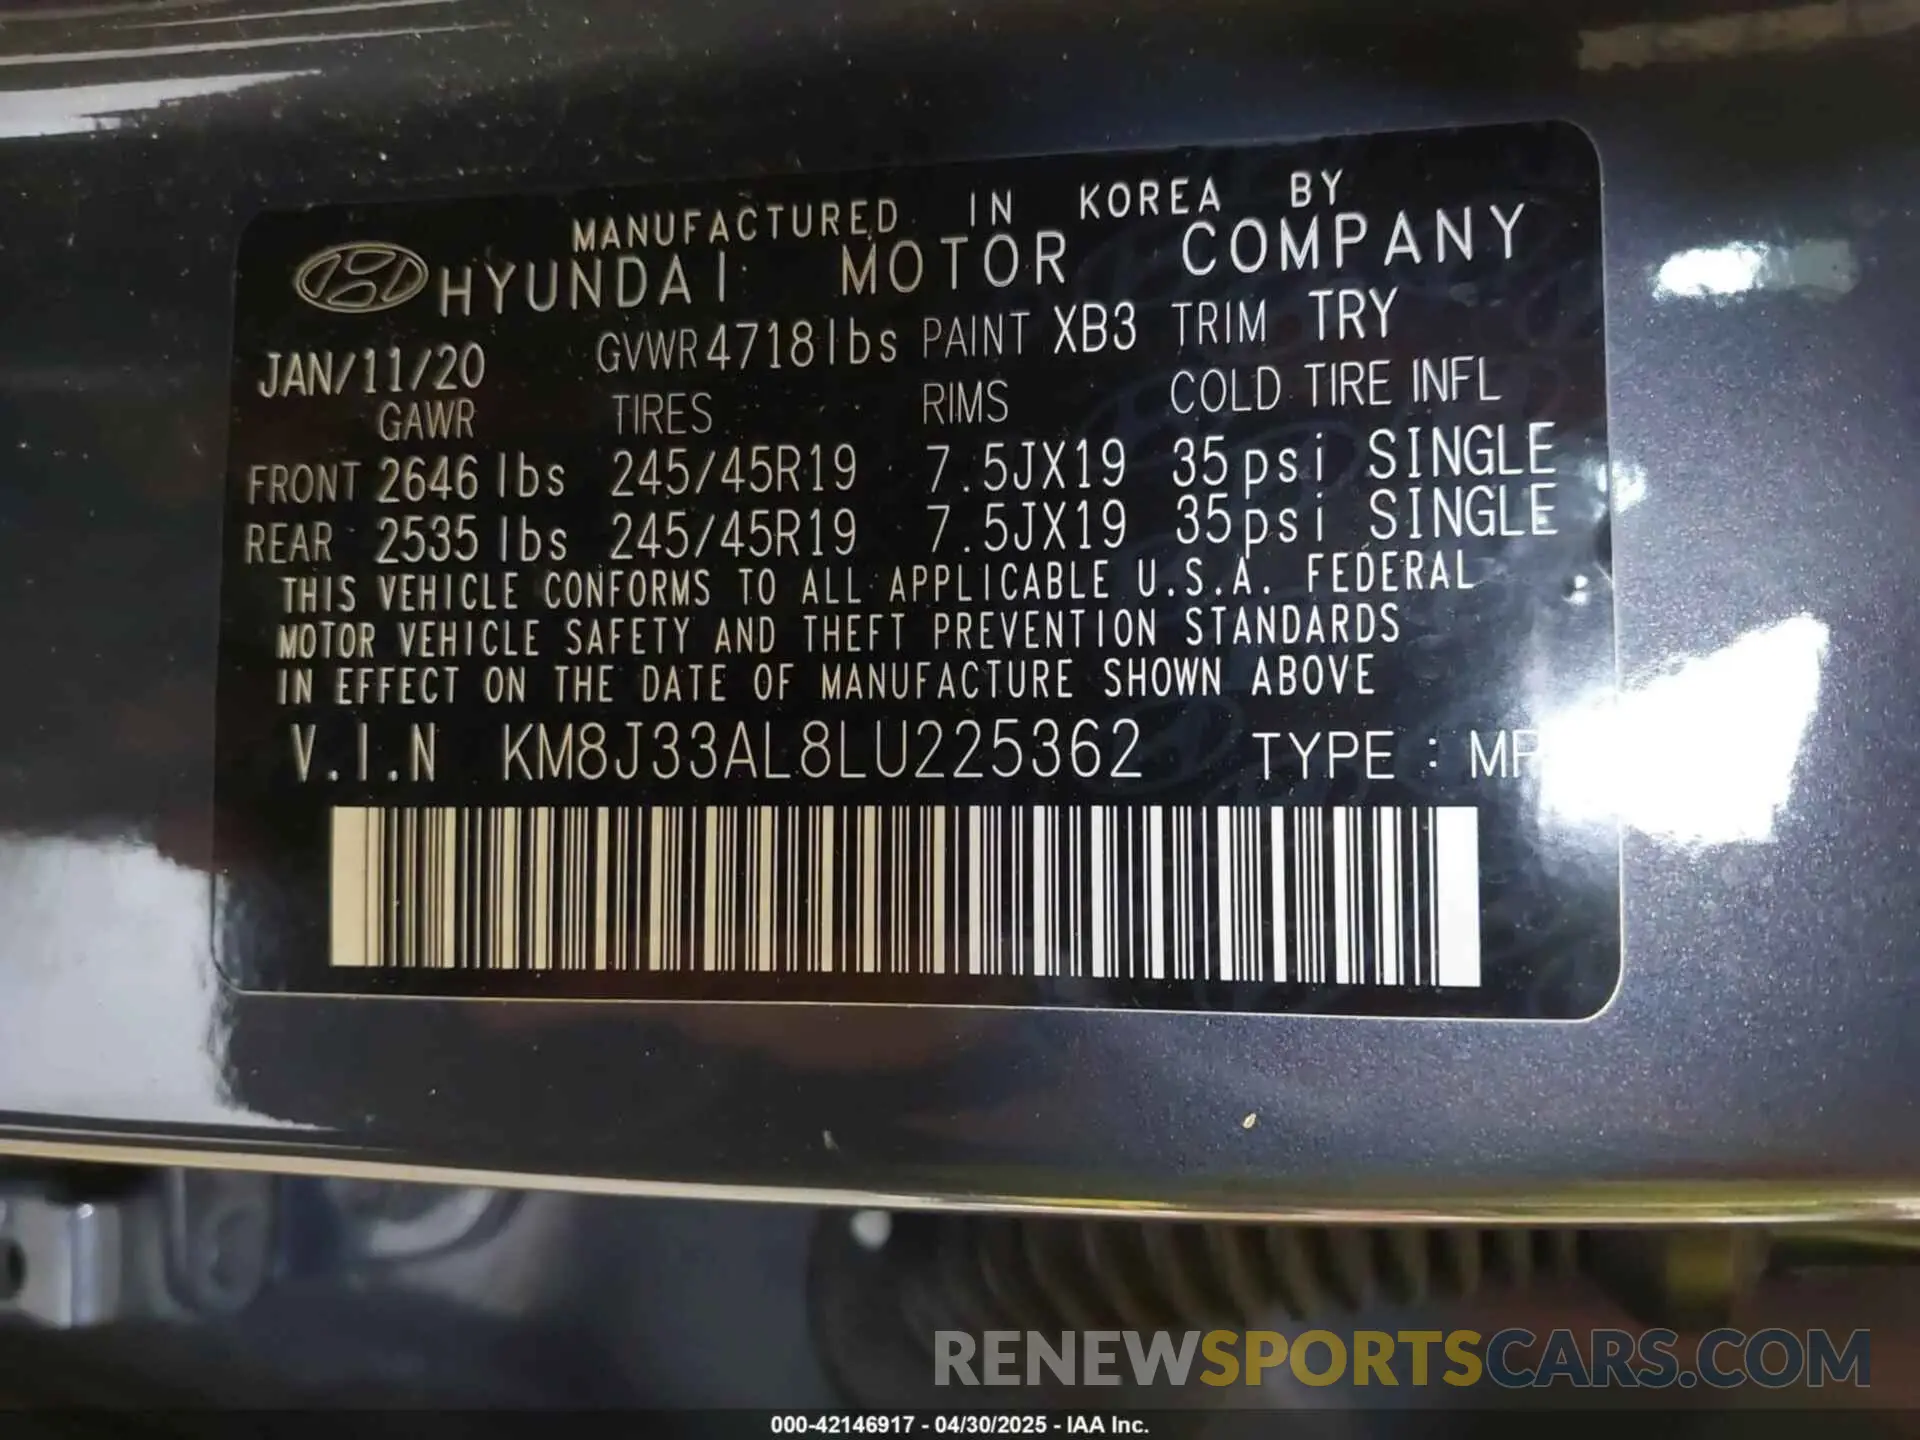 MANUFACTURED IN KOREA BY
HYUNDAI MOTOR COMPANY
JAN/11/20 GVWR 4718lbs PAINT XB3 TRIM TRY
GAWR TIRES RIMS COLD TIRE INFL
FRONT 2646 lbs 245/45R19 7.5JX19 35psi SINGLE
REAR 2535 lbs 245/45R19 7.5JX19 35psi SINGLE
THIS VEHICLE CONFORMS TO ALL APPLICABLE U.S.A. FEDERAL
MOTOR VEHICLE SAFETY AND THEFT PREVENTION STANDARDS
IN EFFECT ON THE DATE OF MANUFACTURE SHOWN ABOVE
V.I.N KM8J33AL8LU225362 TYPE :
RENEWSPORTSCARS.COM
000-42146917 - 04/30/2025 - IAA Inc.